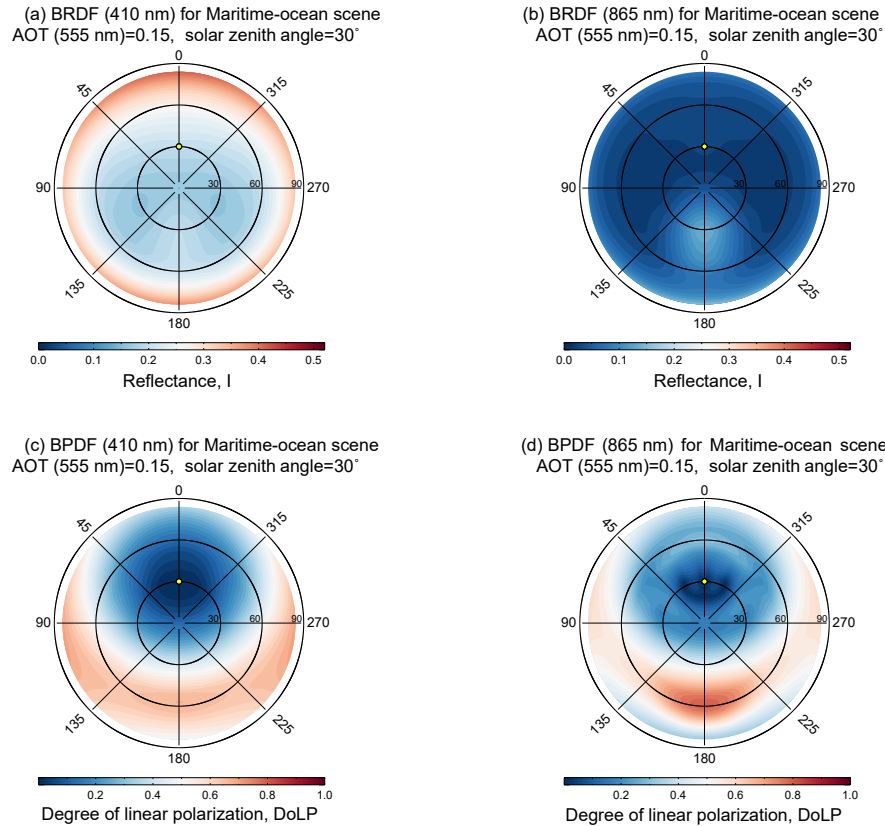 (a) BRDF (410 nm) for Maritime-ocean scene
AOT (555 nm)=0.15, solar zenith angle=30°
0
45
315
90
30
60
90
270
135
225
180
0.0 0.1 0.2 0.3 0.4 0.5
Reflectance, I
(b) BRDF (865 nm) for Maritime-ocean scene
AOT (555 nm)=0.15, solar zenith angle=30°
0
45
315
90
30
60
90
270
135
225
180
0.0 0.1 0.2 0.3 0.4 0.5
Reflectance, I
(c) BPDF (410 nm) for Maritime-ocean scene
AOT (555 nm)=0.15, solar zenith angle=30°
0
45
315
90
30
60
90
270
135
225
180
0.2 0.4 0.6 0.8 1.0
Degree of linear polarization, DoLP
(d) BPDF (865 nm) for Maritime-ocean scene
AOT (555 nm)=0.15, solar zenith angle=30°
0
45
315
90
30
60
90
270
135
225
180
0.2 0.4 0.6 0.8 1.0
Degree of linear polarization, DoLP